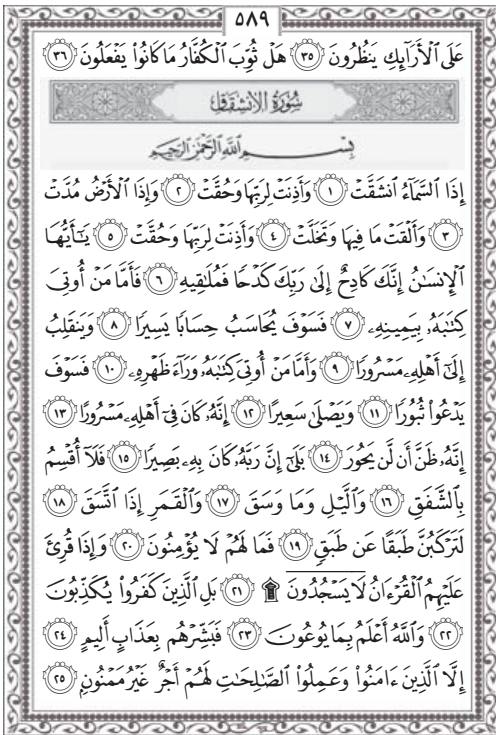 ٥٨٩
عَلَى ٱلْأَرَآئِكِ يَنظُرُونَ ٣٥ هَلْ ثُوِّبَ ٱلْكُفَّارُ مَا كَانُوا۟ يَفْعَلُونَ ٣٦
سُورَةُ الانشقاق
بِسْمِ ٱللَّهِ ٱلرَّحْمَٰنِ ٱلرَّحِيمِ
إِذَا ٱلسَّمَآءُ ٱنشَقَّتْ ١ وَأَذِنَتْ لِرَبِّهَا وَحُقَّتْ ٢ وَإِذَا ٱلْأَرْضُ مُدَّتْ
٣ وَأَلْقَتْ مَا فِيهَا وَتَخَلَّتْ ٤ وَأَذِنَتْ لِرَبِّهَا وَحُقَّتْ ٥ يَٰٓأَيُّهَا
ٱلْإِنسَٰنُ إِنَّكَ كَادِحٌ إِلَىٰ رَبِّكَ كَدْحًا فَمُلَٰقِيهِ ٦ فَأَمَّا مَنْ أُوتِىَ
كِتَٰبَهُۥ بِيَمِينِهِۦ ٧ فَسَوْفَ يُحَاسَبُ حِسَابًا يَسِيرًا ٨ وَيَنقَلِبُ
إِلَىٰٓ أَهْلِهِۦ مَسْرُورًا ٩ وَأَمَّا مَنْ أُوتِىَ كِتَٰبَهُۥ وَرَآءَ ظَهْرِهِۦ ١٠ فَسَوْفَ
يَدْعُوا۟ ثُبُورًا ١١ وَيَصْلَىٰ سَعِيرًا ١٢ إِنَّهُۥ كَانَ فِىٓ أَهْلِهِۦ مَسْرُورًا ١٣
إِنَّهُۥ ظَنَّ أَن لَّن يَحُورَ ١٤ بَلَىٰٓ إِنَّ رَبَّهُۥ كَانَ بِهِۦ بَصِيرًا ١٥ فَلَآ أُقْسِمُ
بِٱلشَّفَقِ ١٦ وَٱلَّيْلِ وَمَا وَسَقَ ١٧ وَٱلْقَمَرِ إِذَا ٱتَّسَقَ ١٨
لَتَرْكَبُنَّ طَبَقًا عَن طَبَقٍ ١٩ فَمَا لَهُمْ لَا يُؤْمِنُونَ ٢٠ وَإِذَا قُرِئَ
عَلَيْهِمُ ٱلْقُرْءَانُ لَا يَسْجُدُونَ ۩ ٢١ بَلِ ٱلَّذِينَ كَفَرُوا۟ يُكَذِّبُونَ
٢٢ وَٱللَّهُ أَعْلَمُ بِمَا يُوعُونَ ٢٣ فَبَشِّرْهُم بِعَذَابٍ أَلِيمٍ ٢٤
إِلَّا ٱلَّذِينَ ءَامَنُوا۟ وَعَمِلُوا۟ ٱلصَّٰلِحَٰتِ لَهُمْ أَجْرٌ غَيْرُ مَمْنُونٍۭ ٢٥